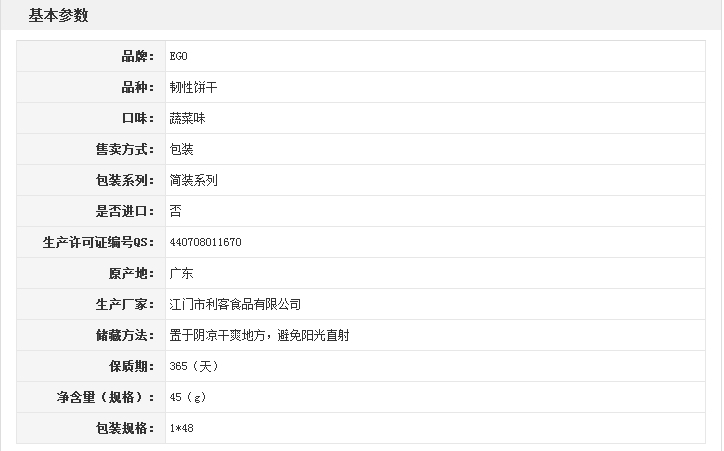 基本参数
品牌： EGO
品种： 韧性饼干
口味： 蔬菜味
售卖方式： 包装
包装系列： 简装系列
是否进口： 否
生产许可证编号QS： 440708011670
原产地： 广东
生产厂家： 江门市利客食品有限公司
储藏方法： 置于阴凉干爽地方，避免阳光直射
保质期： 365（天）
净含量（规格）： 45（g）
包装规格： 1*48